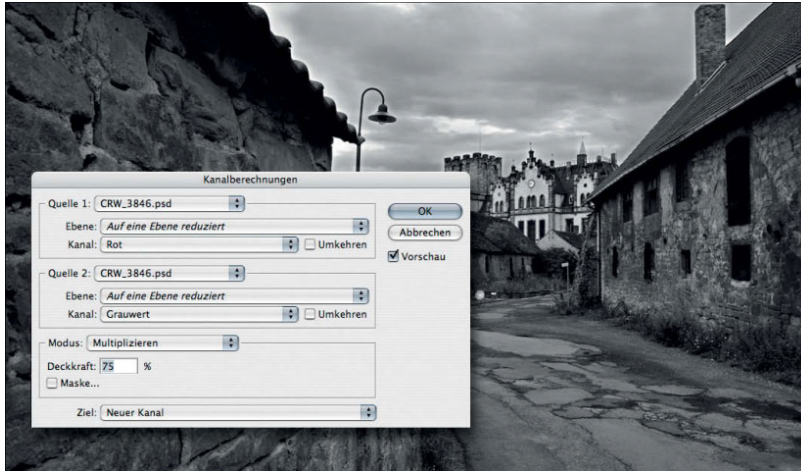 Kanalberechnungen
Quelle 1: CRW_3846.psd
Ebene: Auf eine Ebene reduziert
Kanal: Rot Umkehren
OK
Abbrechen
Vorschau
Quelle 2: CRW_3846.psd
Ebene: Auf eine Ebene reduziert
Kanal: Grauwert Umkehren
Modus: Multiplizieren
Deckkraft: 75 %
Maske...
Ziel: Neuer Kanal